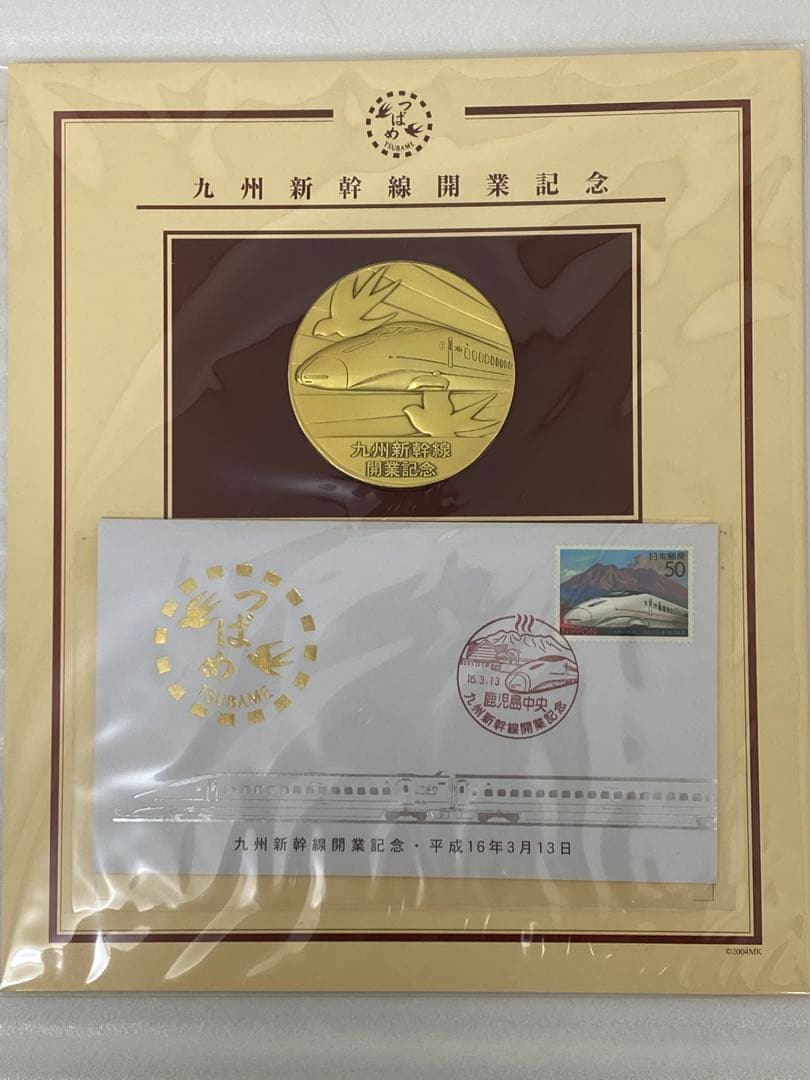 つばめ
TSUBAME
九州新幹線開業記念
九州新幹線
開業記念
つばめ
TSUBAME
日本郵便
50
NIPPON
16.3.13
鹿児島中央
九州新幹線開業記念
九州新幹線開業記念・平成16年3月13日
©2004MK